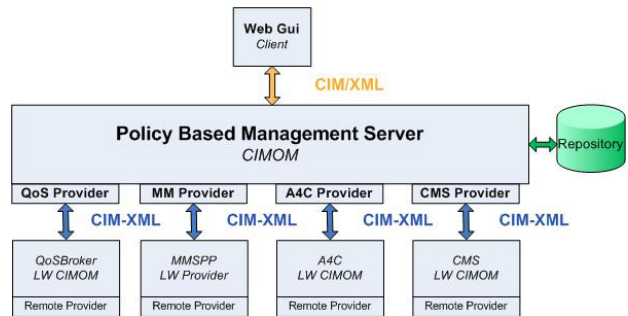 Web Gui
Client
CIM/XML
Policy Based Management Server
CIMOM
Repository
QoS Provider
MM Provider
A4C Provider
CMS Provider
CIM-XML
CIM-XML
CIM-XML
CIM-XML
QoSBroker
LW CIMOM
Remote Provider
MMSPP
LW Provider
Remote Provider
A4C
LW CIMOM
Remote Provider
CMS
LW CIMOM
Remote Provider